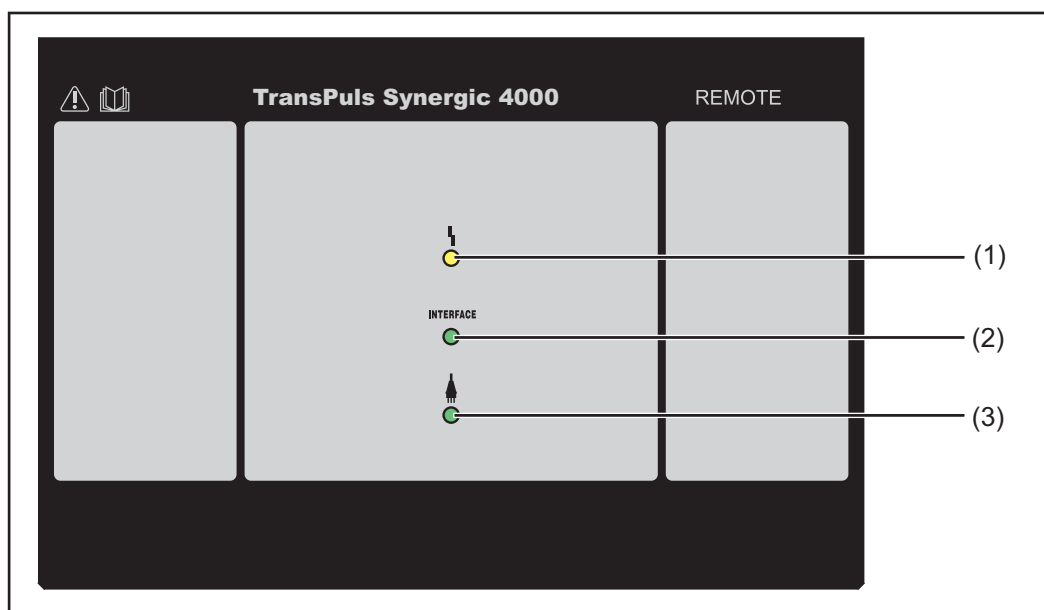 TransPuls Synergic 4000 REMOTE
(1)
INTERFACE
(2)
(3)